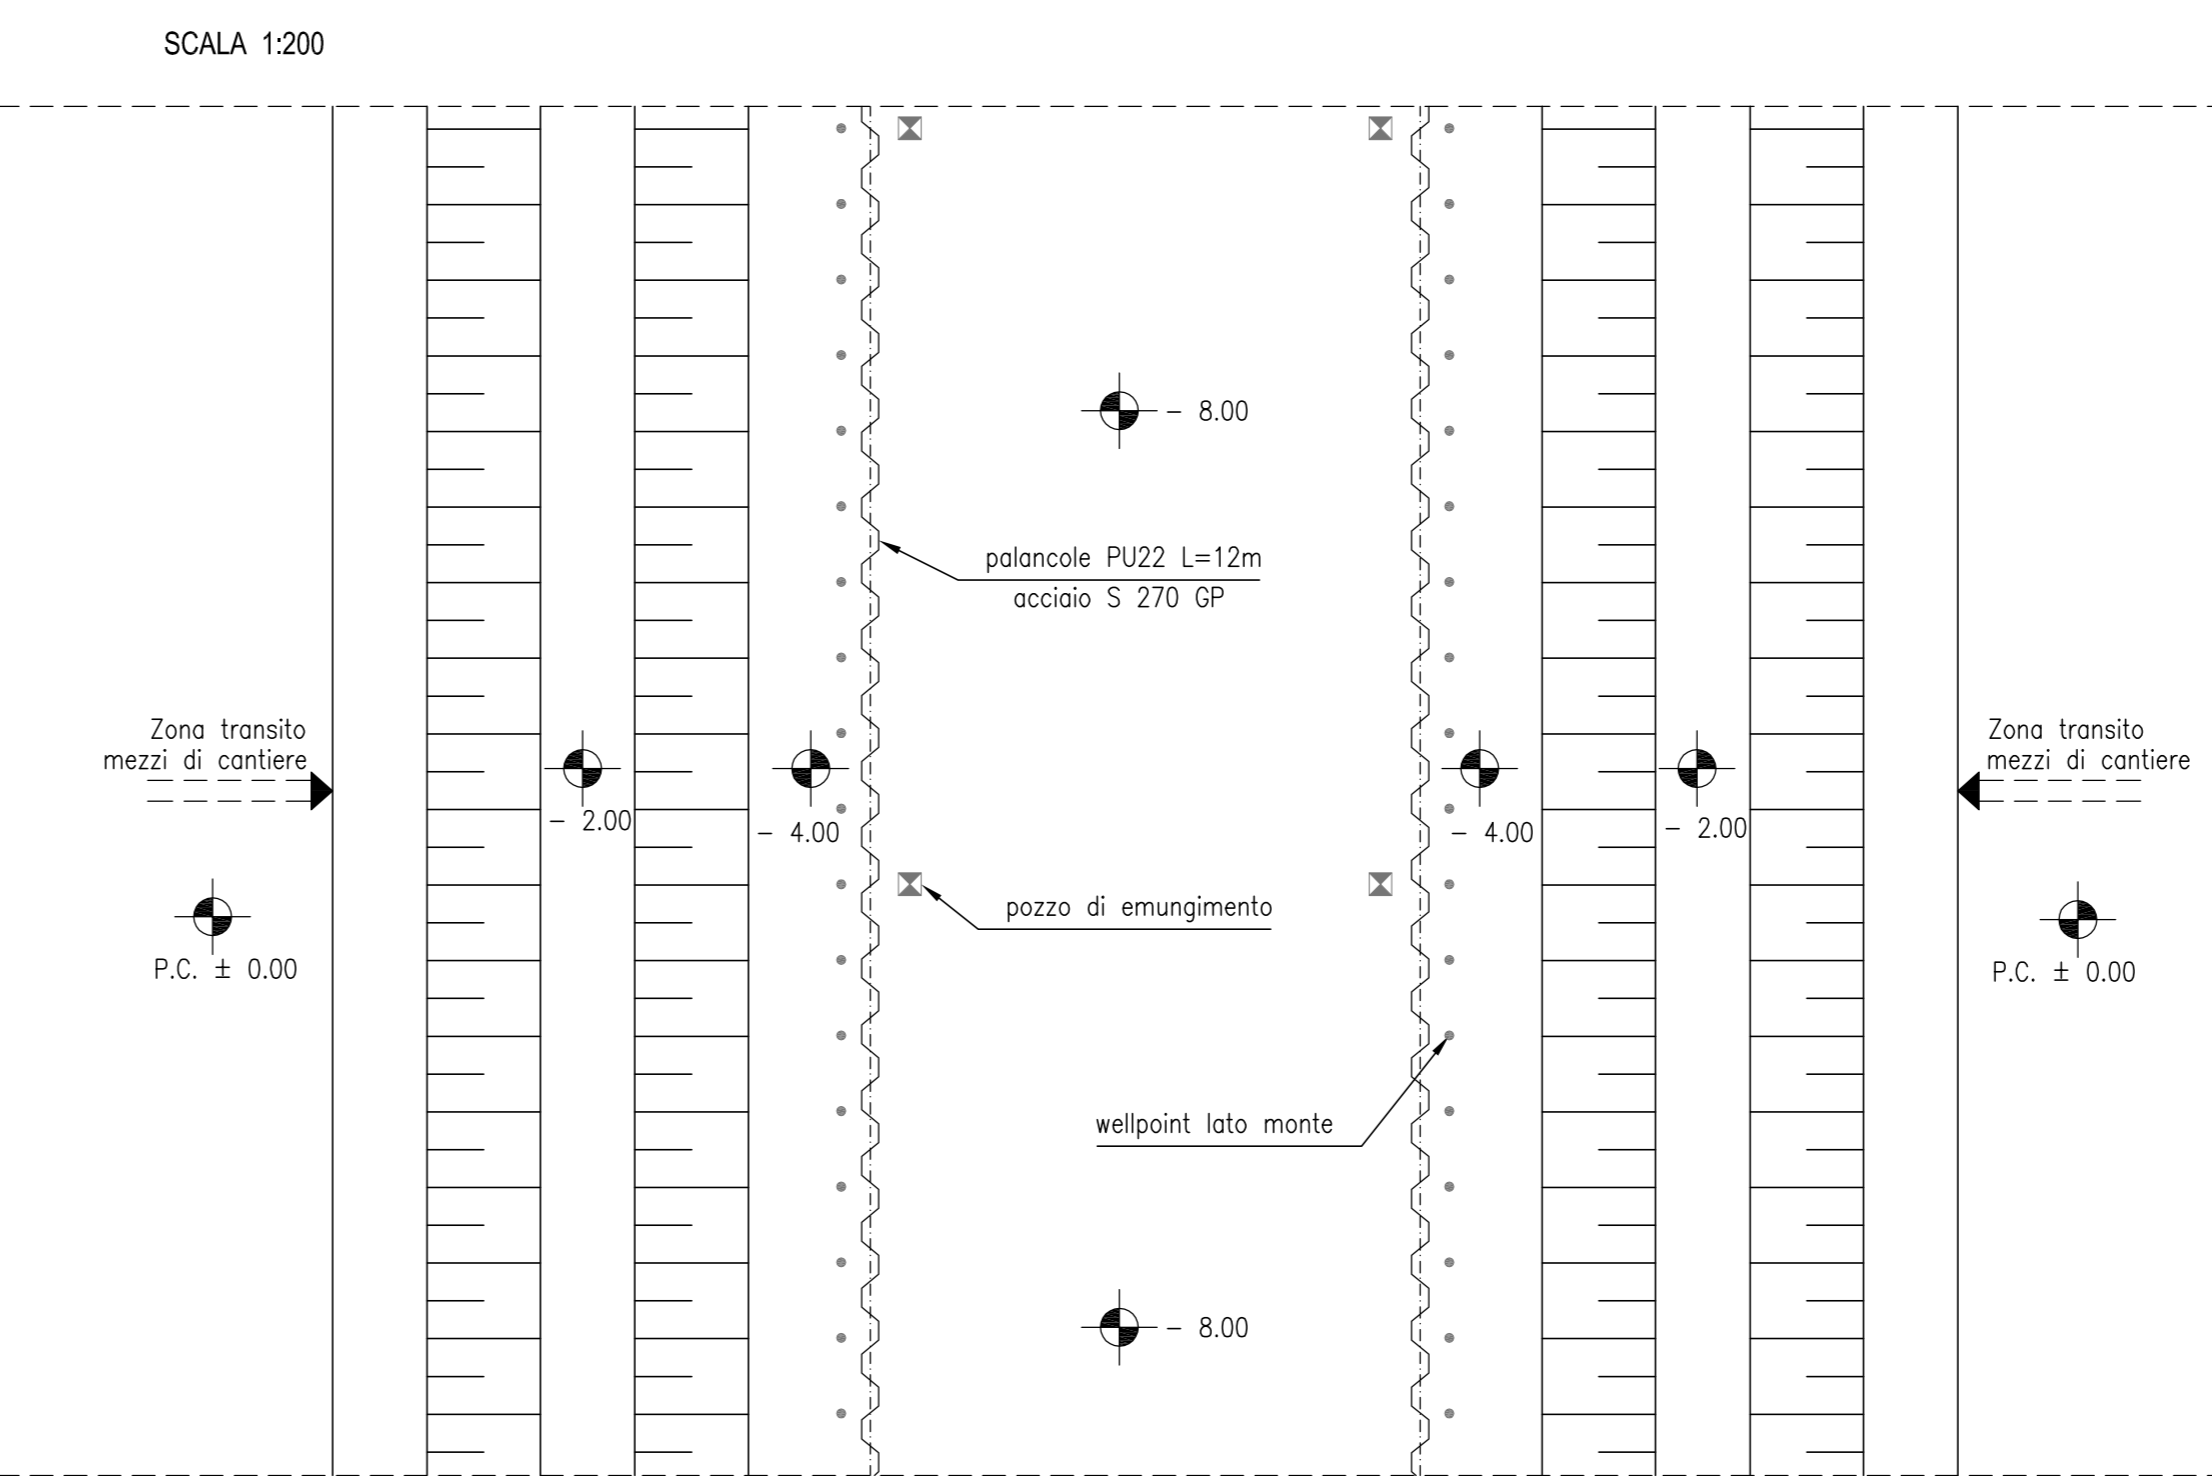 SCALA 1:200
- 8.00
palancole PU22 L=12m
acciaio S 270 GP
Zona transito
mezzi di cantiere
Zona transito
mezzi di cantiere
- 2.00
- 4.00
- 4.00
- 2.00
pozzo di emungimento
P.C. ± 0.00
P.C. ± 0.00
wellpoint lato monte
- 8.00